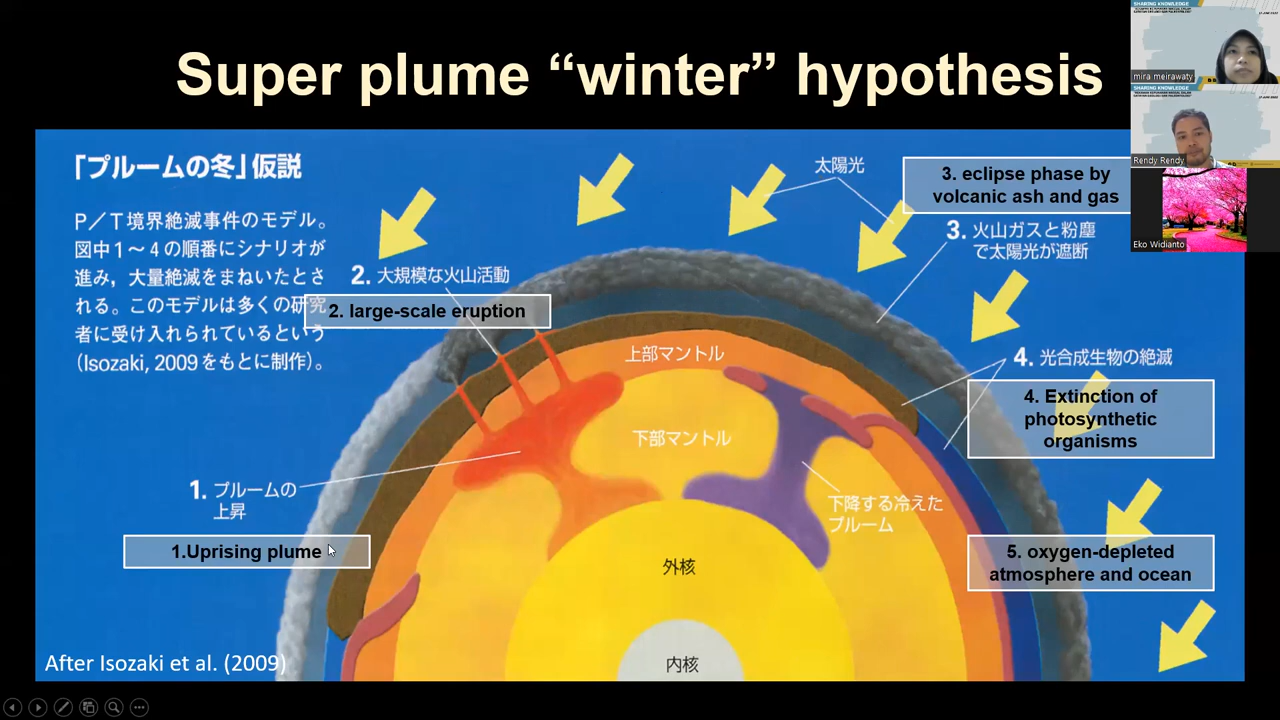 Super plume “winter” hypothesis
「プルームの冬」仮説
P／T境界絶滅事件のモデル。
図中1〜4の順番にシナリオが
進み，大量絶滅をまねいたとさ
れる。このモデルは多くの研究
者に受け入れられているという
(Isozaki, 2009をもとに制作)。
太陽光
3. eclipse phase by
volcanic ash and gas
3. 火山ガスと粉塵
で太陽光が遮断
2. 大規模な火山活動
2. large-scale eruption
上部マントル
4. 光合成生物の絶滅
4. Extinction of
photosynthetic
organisms
下部マントル
1. プルームの
上昇
1.Uprising plume
下降する冷えた
プルーム
外核
5. oxygen-depleted
atmosphere and ocean
内核
After Isozaki et al. (2009)
SHARING KNOWLEDGE
mira meirawaty
SHARING KNOWLEDGE
Rendy Rendy
Eko Widianto